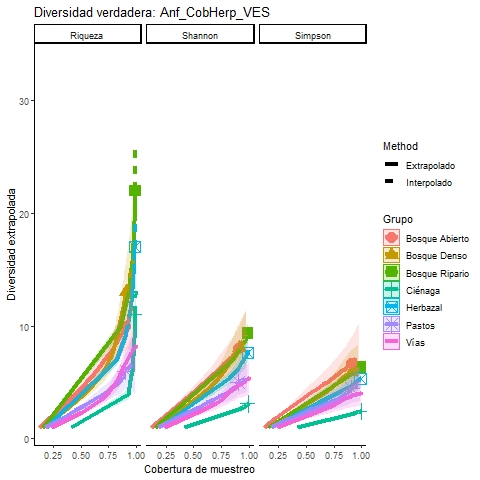 Diversidad verdadera: Anf_CobHerp_VES
Riqueza
Shannon
Simpson
Diversidad extrapolada
30
20
10
0
0.25 0.50 0.75 1.00
0.25 0.50 0.75 1.00
0.25 0.50 0.75 1.00
Cobertura de muestreo
Method
Extrapolado
Interpolado
Grupo
Bosque Abierto
Bosque Denso
Bosque Ripario
Ciénaga
Herbazal
Pastos
Vías